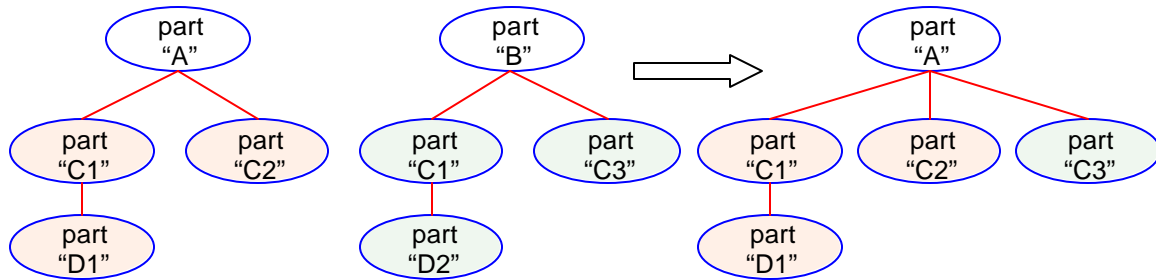 part
“A”
part
“B”
part
“A”
part
“C1”
part
“C2”
part
“C1”
part
“C3”
part
“C1”
part
“C2”
part
“C3”
part
“D1”
part
“D2”
part
“D1”